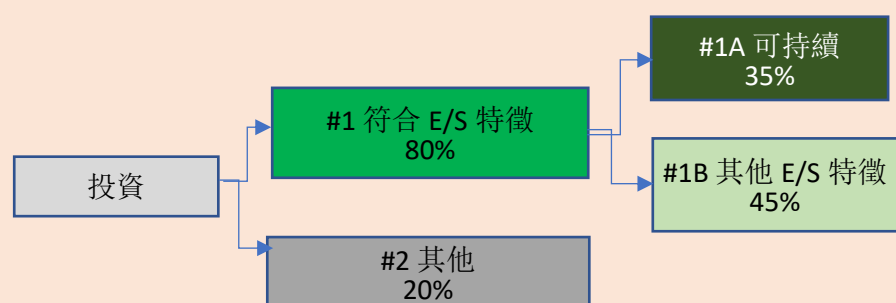 #1A 可持續
35%
#1 符合 E/S 特徵
80%
投資
#1B 其他 E/S 特徵
45%
#2 其他
20%